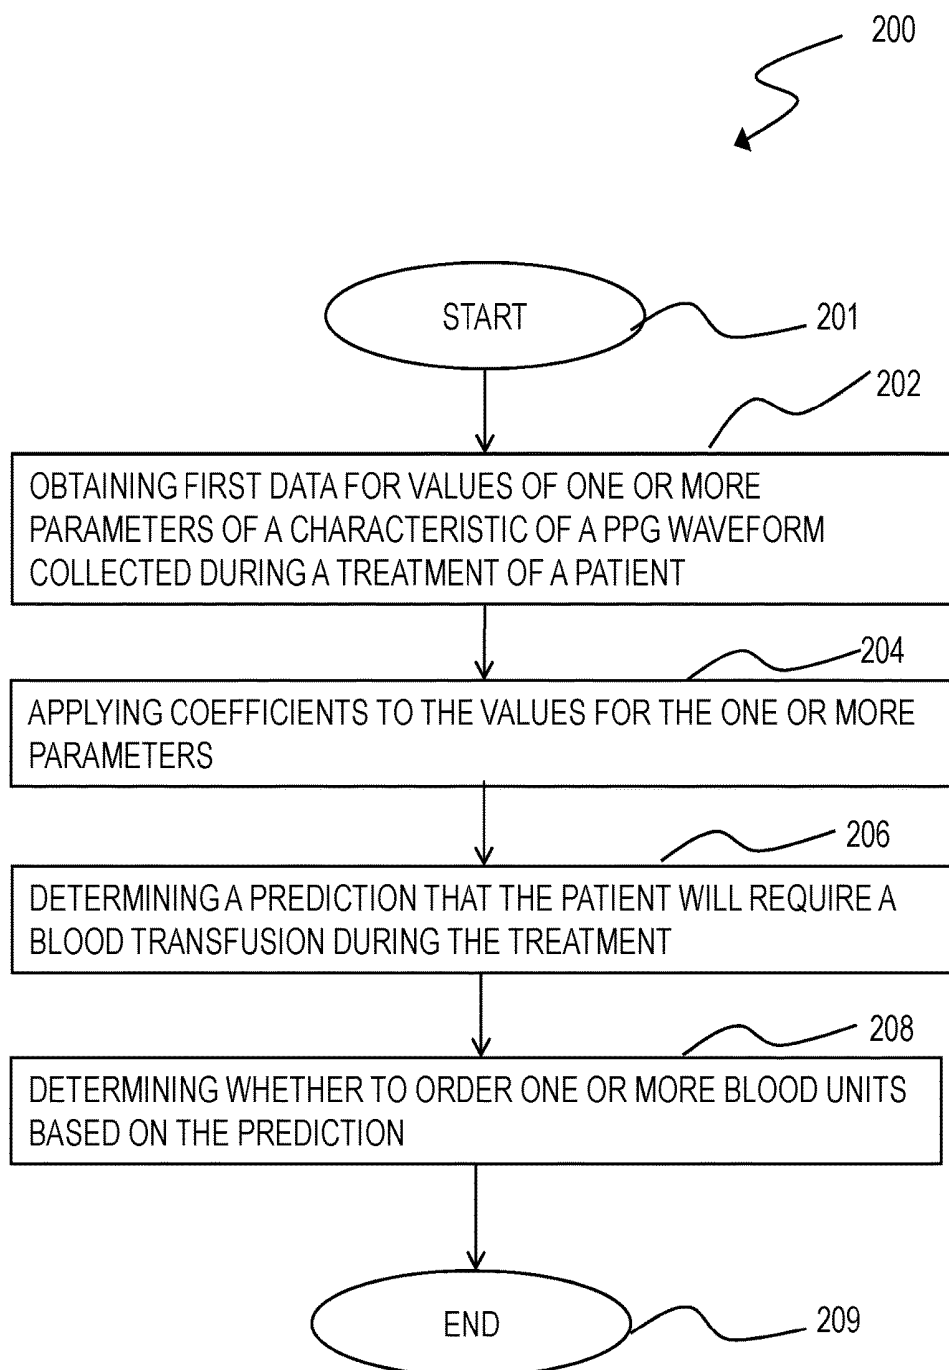 200
START
201
202
OBTAINING FIRST DATA FOR VALUES OF ONE OR MORE
PARAMETERS OF A CHARACTERISTIC OF A PPG WAVEFORM
COLLECTED DURING A TREATMENT OF A PATIENT
204
APPLYING COEFFICIENTS TO THE VALUES FOR THE ONE OR MORE
PARAMETERS
206
DETERMINING A PREDICTION THAT THE PATIENT WILL REQUIRE A
BLOOD TRANSFUSION DURING THE TREATMENT
208
DETERMINING WHETHER TO ORDER ONE OR MORE BLOOD UNITS
BASED ON THE PREDICTION
END
209